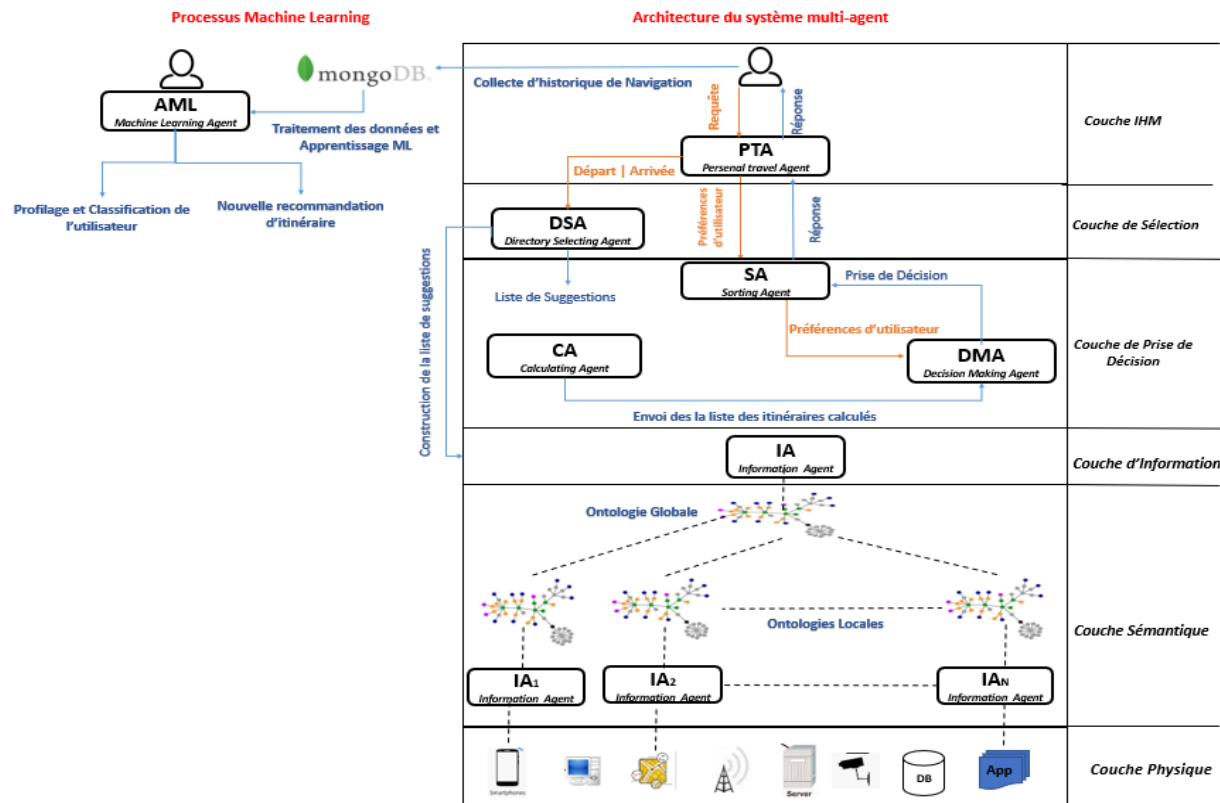 Processus Machine Learning
Architecture du système multi-agent
mongoDB.
Collecte d'historique de Navigation
AML
Machine Learning Agent
Traitement des données et
Apprentissage ML
Profilage et Classification de
l'utilisateur
Nouvelle recommandation
d'itinéraire
Requête
Réponse
PTA
Personal travel Agent
Départ | Arrivée
Couche IHM
DSA
Directory Selecting Agent
Préférences
d'utilisateur
Réponse
Couche de Sélection
Construction de la liste de suggestions
Liste de Suggestions
SA
Sorting Agent
Prise de Décision
Préférences d'utilisateur
CA
Calculating Agent
DMA
Decision Making Agent
Envoi des la liste des itinéraires calculés
Couche de Prise de
Décision
IA
Information Agent
Couche d'Information
Ontologie Globale
Ontologies Locales
Couche Sémantique
IA1
Information Agent
IA2
Information Agent
IAN
Information Agent
Smartphones
Server
DB
App
Couche Physique